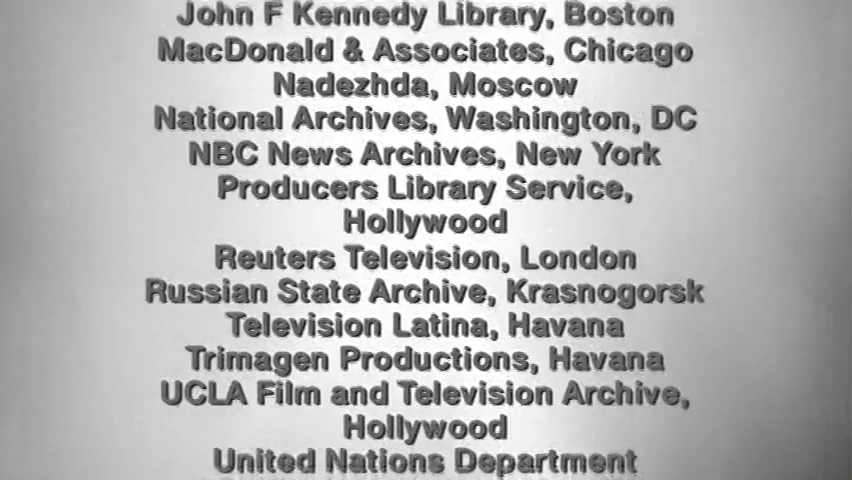 John F Kennedy Library, Boston
MacDonald & Associates, Chicago
Nadezhda, Moscow
National Archives, Washington, DC
NBC News Archives, New York
Producers Library Service,
Hollywood
Reuters Television, London
Russian State Archive, Krasnogorsk
Television Latina, Havana
Trimagen Productions, Havana
UCLA Film and Television Archive,
Hollywood
United Nations Department